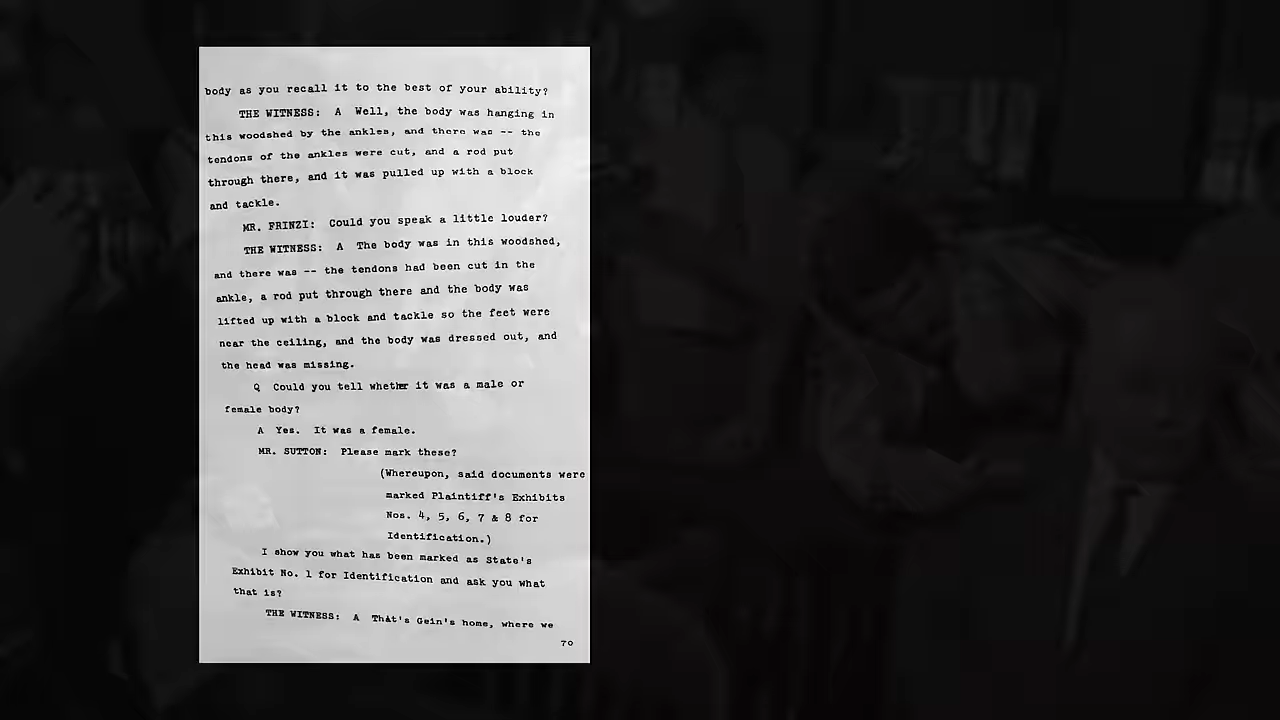 body as you recall it to the best of your ability?
THE WITNESS: A Well, the body was hanging in
this woodshed by the ankles, and there was -- the
tendons of the ankles were cut, and a rod put
through there, and it was pulled up with a block
and tackle.
MR. FRINZI: Could you speak a little louder?
THE WITNESS: A The body was in this woodshed,
and there was -- the tendons had been cut in the
ankle, a rod put through there and the body was
lifted up with a block and tackle so the feet were
near the ceiling, and the body was dressed out, and
the head was missing.
Q Could you tell whether it was a male or
female body?
A Yes. It was a female.
MR. SUTTON: Please mark these?
(Whereupon, said documents were
marked Plaintiff's Exhibits
Nos. 4, 5, 6, 7 & 8 for
Identification.)
I show you what has been marked as State's
Exhibit No. 1 for Identification and ask you what
that is?
THE WITNESS: A That's Gein's home, where we
70